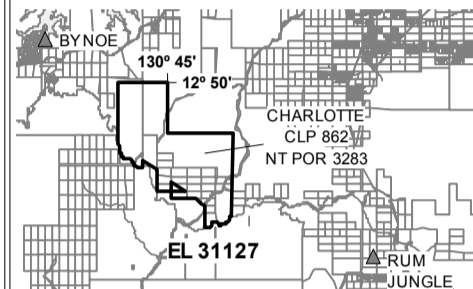 BYNOE
130º 45'
12º 50'
CHARLOTTE
CLP 862
NT POR 3283
EL 31127
RUM
JUNGLE